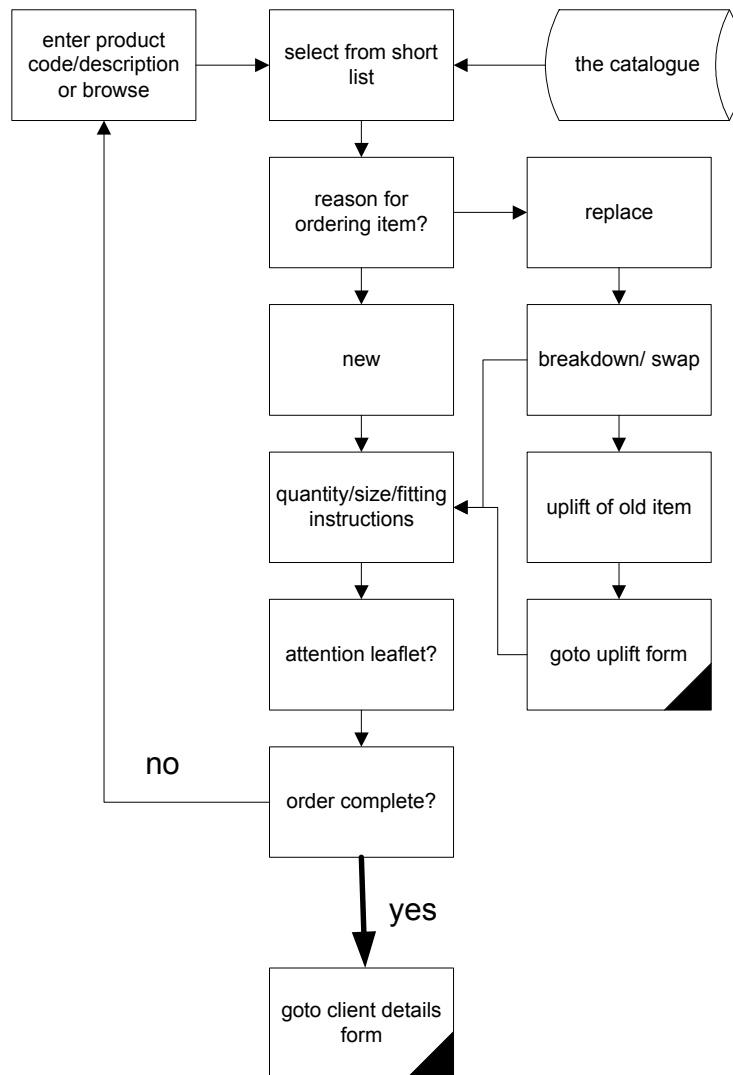 enter product
code/description
or browse
select from short
list
the catalogue
reason for
ordering item?
replace
new
breakdown/ swap
quantity/size/fitting
instructions
uplift of old item
attention leaflet?
goto uplift form
no
order complete?
yes
goto client details
form